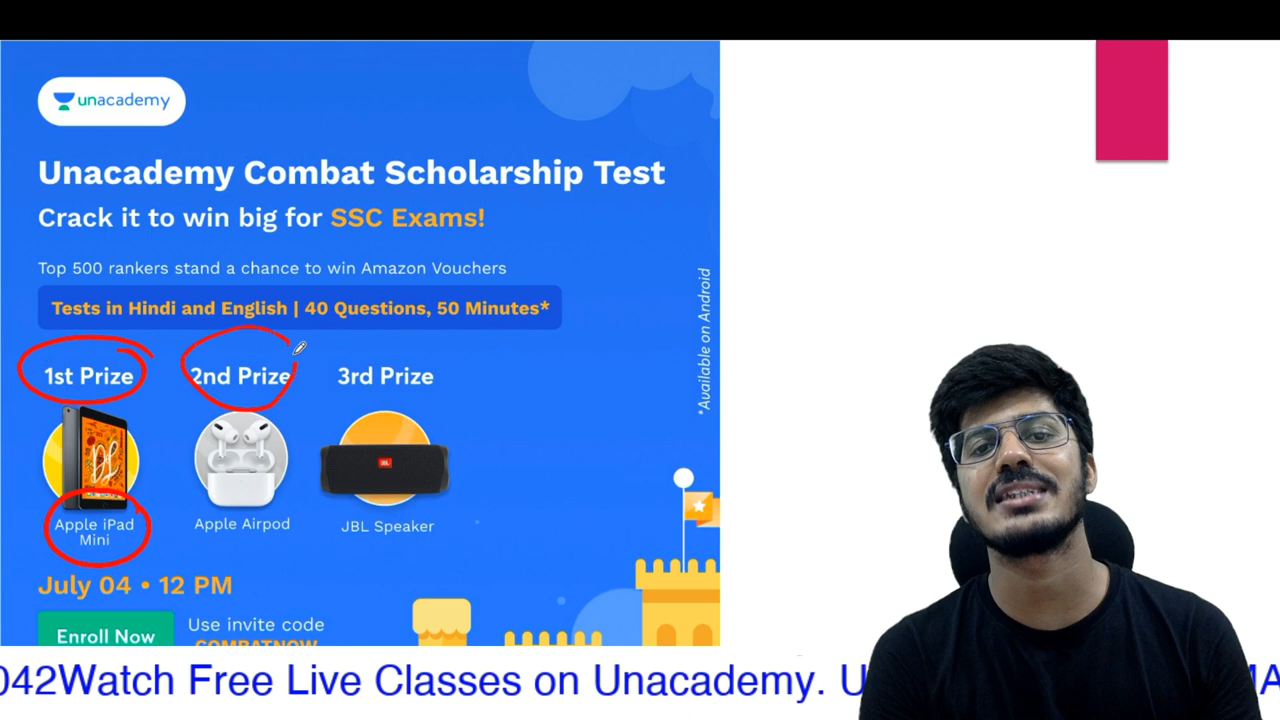 unacademy
Unacademy Combat Scholarship Test
Crack it to win big for SSC Exams!
Top 500 rankers stand a chance to win Amazon Vouchers
Tests in Hindi and English | 40 Questions, 50 Minutes*
*Available on Android
1st Prize
2nd Prize
3rd Prize
JBL
Apple iPad
Mini
Apple Airpod
JBL Speaker
July 04 • 12 PM
Enroll Now
Use invite code
COMBATNOW
042Watch Free Live Classes on Unacademy. U